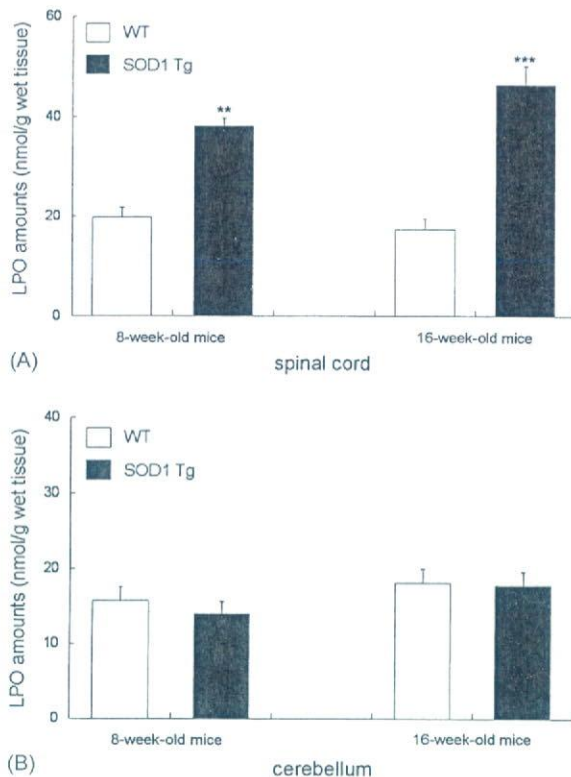 60
WT
SOD1 Tg
***
**
40
20
0
LPO amounts (nmol/g wet tissue)
8-week-old mice
16-week-old mice
(A)
spinal cord
40
WT
SOD1 Tg
30
20
10
0
LPO amounts (nmol/g wet tissue)
8-week-old mice
16-week-old mice
(B)
cerebellum